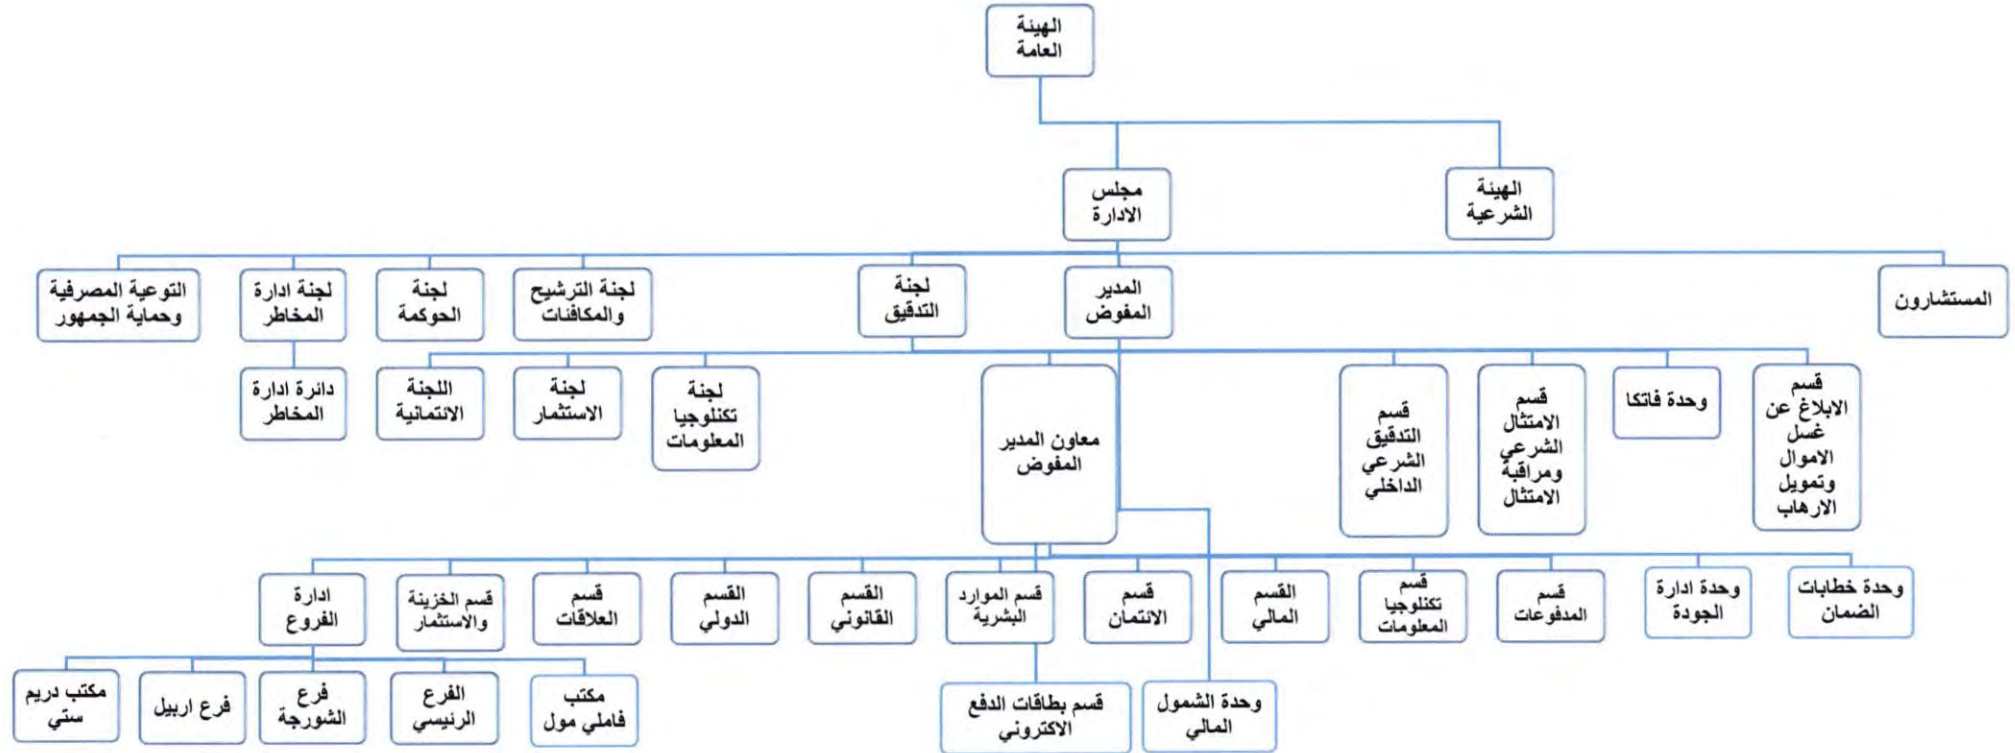 الهيئة
العامة
الهيئة
الشرعية
مجلس
الادارة
المستشارون
المدير
المفوض
لجنة
التدقيق
لجنة الترشيح
والمكافئات
لجنة
الحوكمة
لجنة ادارة
المخاطر
التوعية المصرفية
وحماية الجمهور
قسم
الابلاغ عن
غسل
الاموال
وتمويل
الارهاب
وحدة فاتكا
قسم
الامتثال
الشرعي
ومراقبة
الامتثال
قسم
التدقيق
الشرعي
الداخلي
معاون المدير
المفوض
لجنة
تكنلوجيا
المعلومات
لجنة
الاستثمار
اللجنة
الائتمانية
دائرة ادارة
المخاطر
وحدة خطابات
الضمان
وحدة ادارة
الجودة
قسم
المدفوعات
قسم
تكنلوجيا
المعلومات
القسم
المالي
قسم
الائتمان
قسم الموارد
البشرية
القسم
القانوني
القسم
الدولي
قسم
العلاقات
قسم الخزينة
والاستثمار
ادارة
الفروع
وحدة الشمول
المالي
قسم بطاقات الدفع
الاكتروني
مكتب
فاملي مول
الفرع
الرئيسي
فرع
الشورجة
فرع اربيل
مكتب دريم
ستي